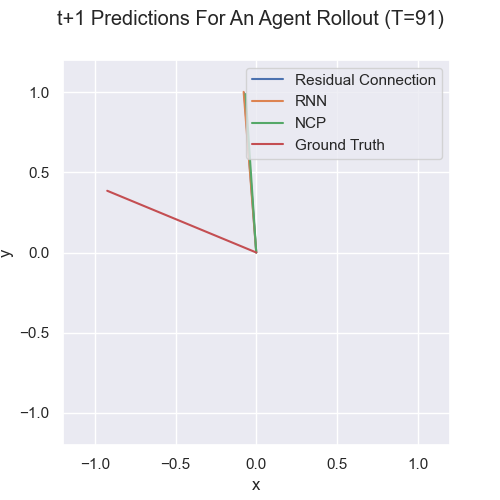 t+1 Predictions For An Agent Rollout (T=91)
Residual Connection
RNN
NCP
Ground Truth
1.0
0.5
0.0
−0.5
−1.0
y
−1.0 −0.5 0.0 0.5 1.0
x